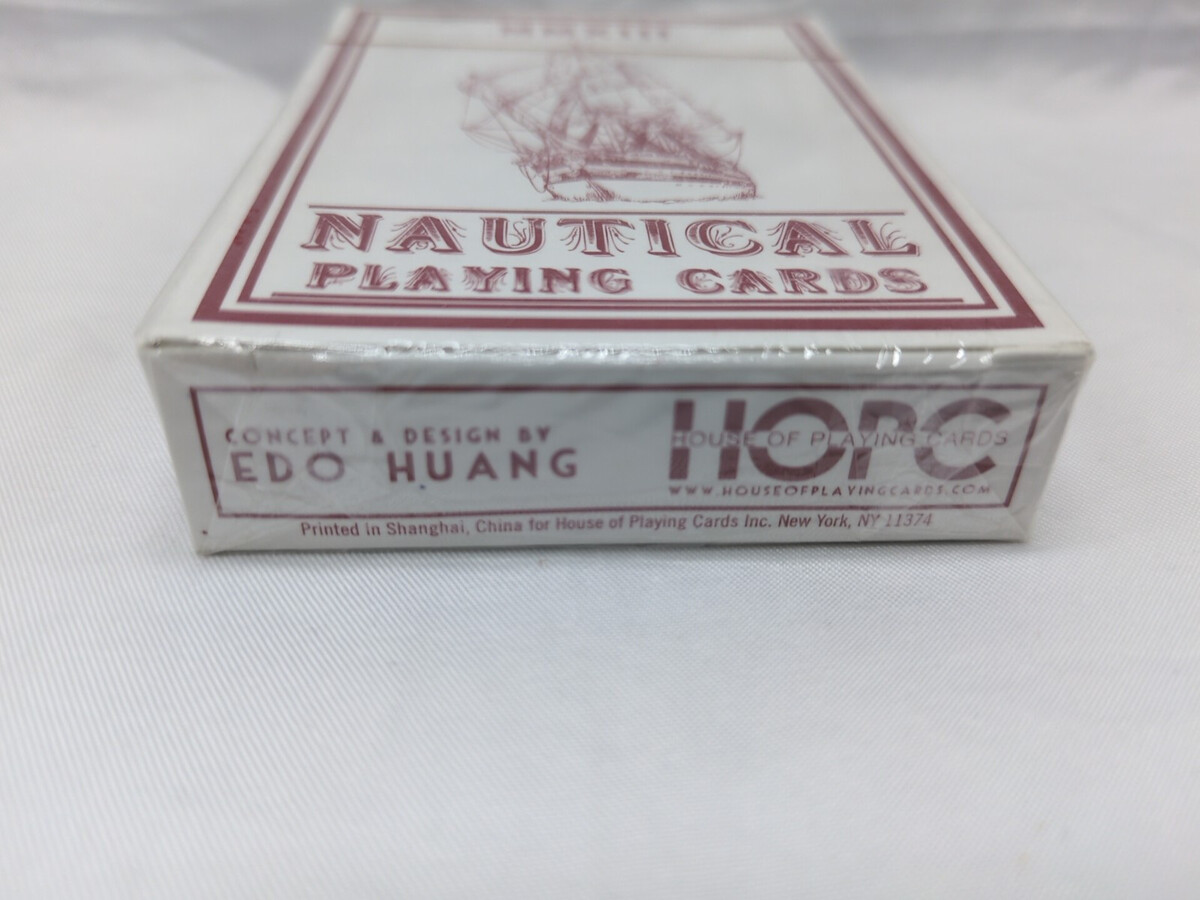 NAUTICAL
PLAYING CARDS
CONCEPT & DESIGN BY
EDO HUANG
HOPC
HOUSE OF PLAYING CARDS
WWW.HOUSEOFPLAYINGCARDS.COM
Printed in Shanghai, China for House of Playing Cards Inc. New York, NY 11374